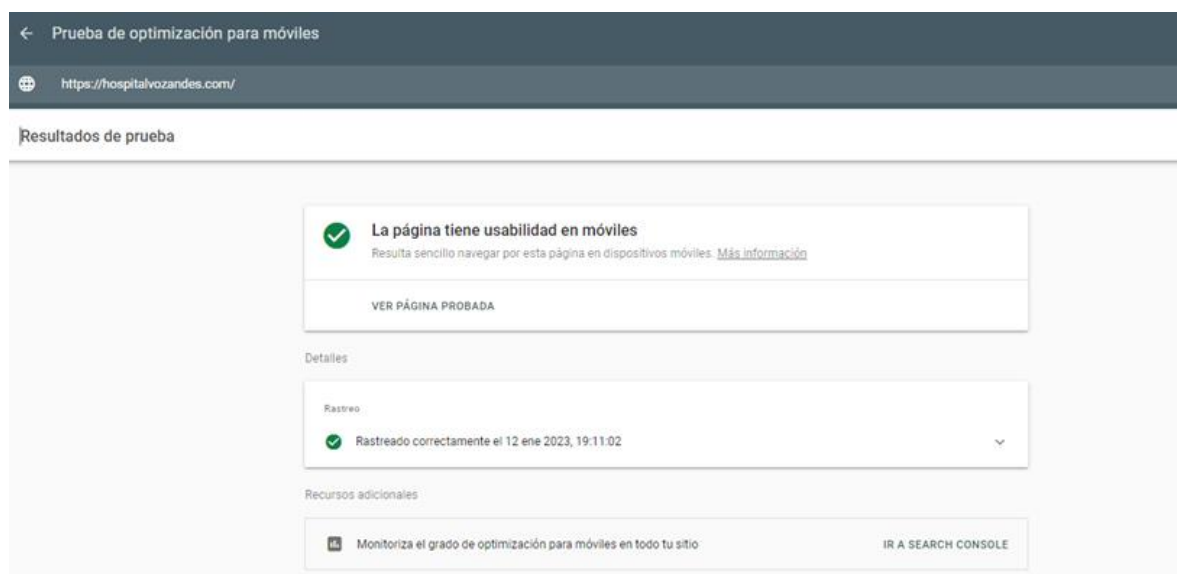 Prueba de optimización para móviles
https://hospitalvozandes.com/
Resultados de prueba
La página tiene usabilidad en móviles
Resulta sencillo navegar por esta página en dispositivos móviles. Más información
VER PÁGINA PROBADA
Detalles
Rastreo
Rastreado correctamente el 12 ene 2023, 19:11:02
Recursos adicionales
Monitoriza el grado de optimización para móviles en todo tu sitio IR A SEARCH CONSOLE